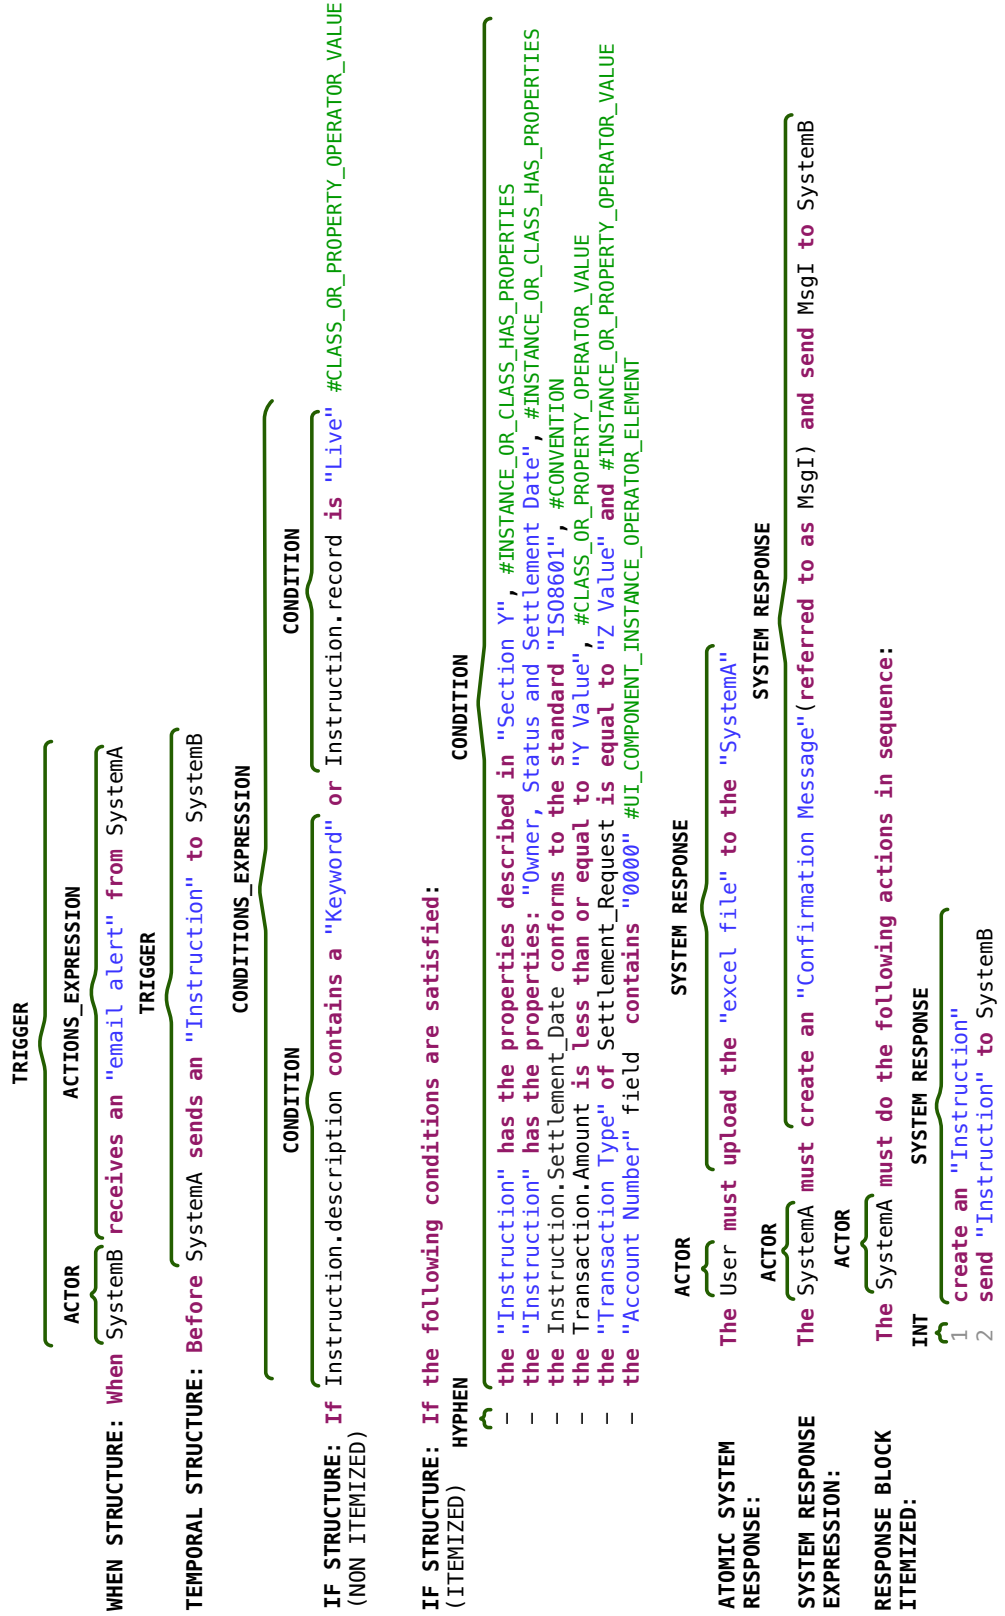 TRIGGER
ACTOR ACTIONS_EXPRESSION
WHEN STRUCTURE: When SystemB receives an "email alert" from SystemA
TRIGGER
TEMPORAL STRUCTURE: Before SystemA sends an "Instruction" to SystemB
CONDITIONS_EXPRESSION
CONDITION CONDITION
IF STRUCTURE: If Instruction.description contains a "Keyword" or Instruction.record is "Live" #CLASS_OR_PROPERTY_OPERATOR_VALUE
(NON ITEMIZED)
IF STRUCTURE: If the following conditions are satisfied:
(ITEMIZED) HYPHEN CONDITION
- the "Instruction" has the properties described in "Section Y", #INSTANCE_OR_CLASS_HAS_PROPERTIES
- the "Instruction" has the properties: "Owner, Status and Settlement Date", #INSTANCE_OR_CLASS_HAS_PROPERTIES
- the Instruction.Settlement_Date conforms to the standard "ISO8601", #CONVENTION
- the Transaction.Amount is less than or equal to "Y Value", #CLASS_OR_PROPERTY_OPERATOR_VALUE
- the "Transaction Type" of Settlement_Request is equal to "Z Value" and #INSTANCE_OR_PROPERTY_OPERATOR_VALUE
- the "Account Number" field contains "0000" #UI_COMPONENT_INSTANCE_OPERATOR_ELEMENT
ACTOR SYSTEM RESPONSE
ATOMIC SYSTEM The User must upload the "excel file" to the "SystemA"
RESPONSE:
ACTOR SYSTEM RESPONSE
SYSTEM RESPONSE The SystemA must create an "Confirmation Message"(referred to as MsgI) and send MsgI to SystemB
EXPRESSION:
ACTOR
RESPONSE BLOCK The SystemA must do the following actions in sequence:
ITEMIZED:
INT SYSTEM RESPONSE
1 create an "Instruction"
2 send "Instruction" to SystemB